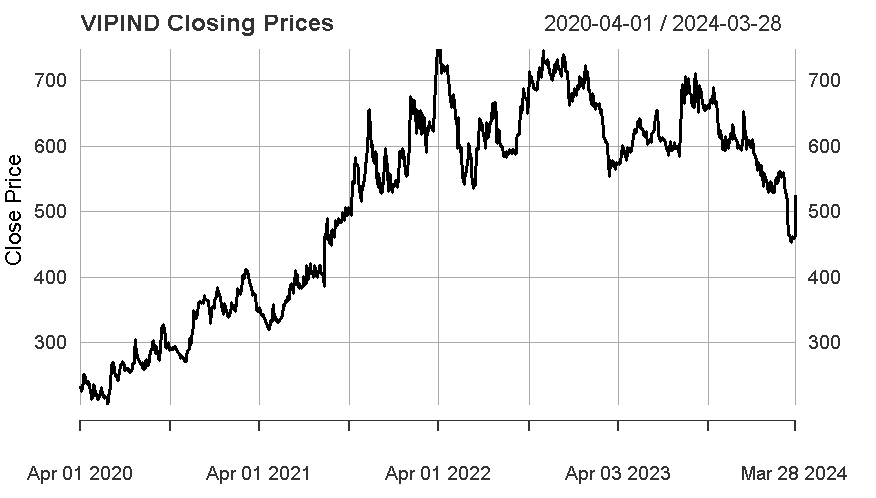 VIPIND Closing Prices 2020-04-01 / 2024-03-28
700 700
600 600
500 500
400 400
300 300
Close Price
Apr 01 2020 Apr 01 2021 Apr 01 2022 Apr 03 2023 Mar 28 2024